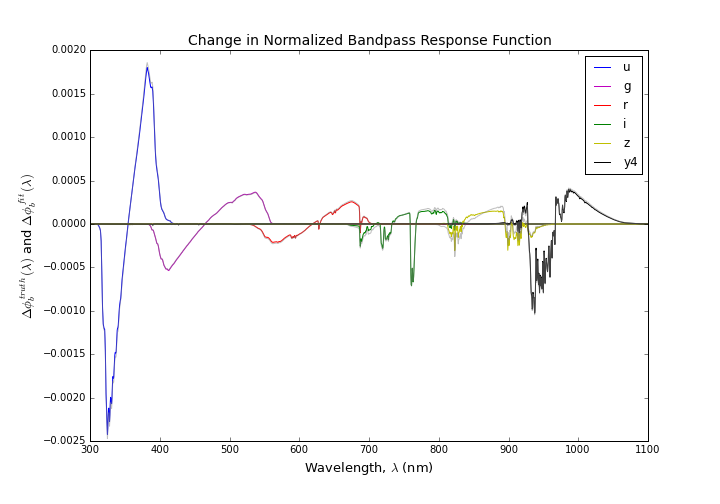 Change in Normalized Bandpass Response Function
0.0020
0.0015
0.0010
0.0005
0.0000
−0.0005
−0.0010
−0.0015
−0.0020
−0.0025
Δϕ_b^truth(λ) and Δϕ_b^fit(λ)
u
g
r
i
z
y4
300 400 500 600 700 800 900 1000 1100
Wavelength, λ (nm)